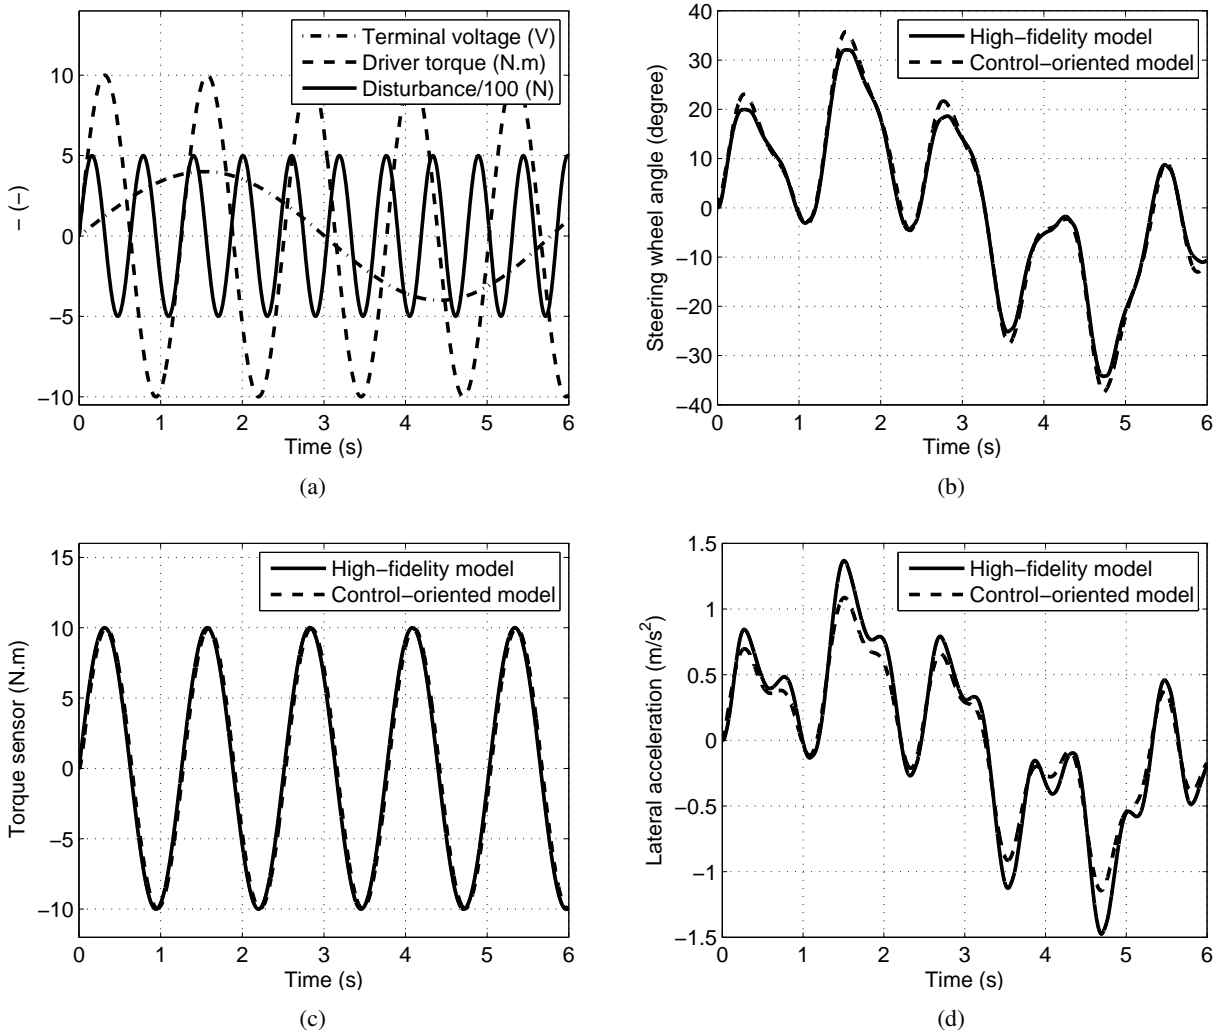 Terminal voltage (V)
Driver torque (N.m)
Disturbance/100 (N)
10
5
0
−5
−10
− (−)
0 1 2 3 4 5 6
Time (s)
(a)
High−fidelity model
Control−oriented model
40
30
20
10
0
−10
−20
−30
−40
Steering wheel angle (degree)
0 1 2 3 4 5 6
Time (s)
(b)
High−fidelity model
Control−oriented model
15
10
5
0
−5
−10
Torque sensor (N.m)
0 1 2 3 4 5 6
Time (s)
(c)
High−fidelity model
Control−oriented model
1.5
1
0.5
0
−0.5
−1
−1.5
Lateral acceleration (m/s²)
0 1 2 3 4 5 6
Time (s)
(d)